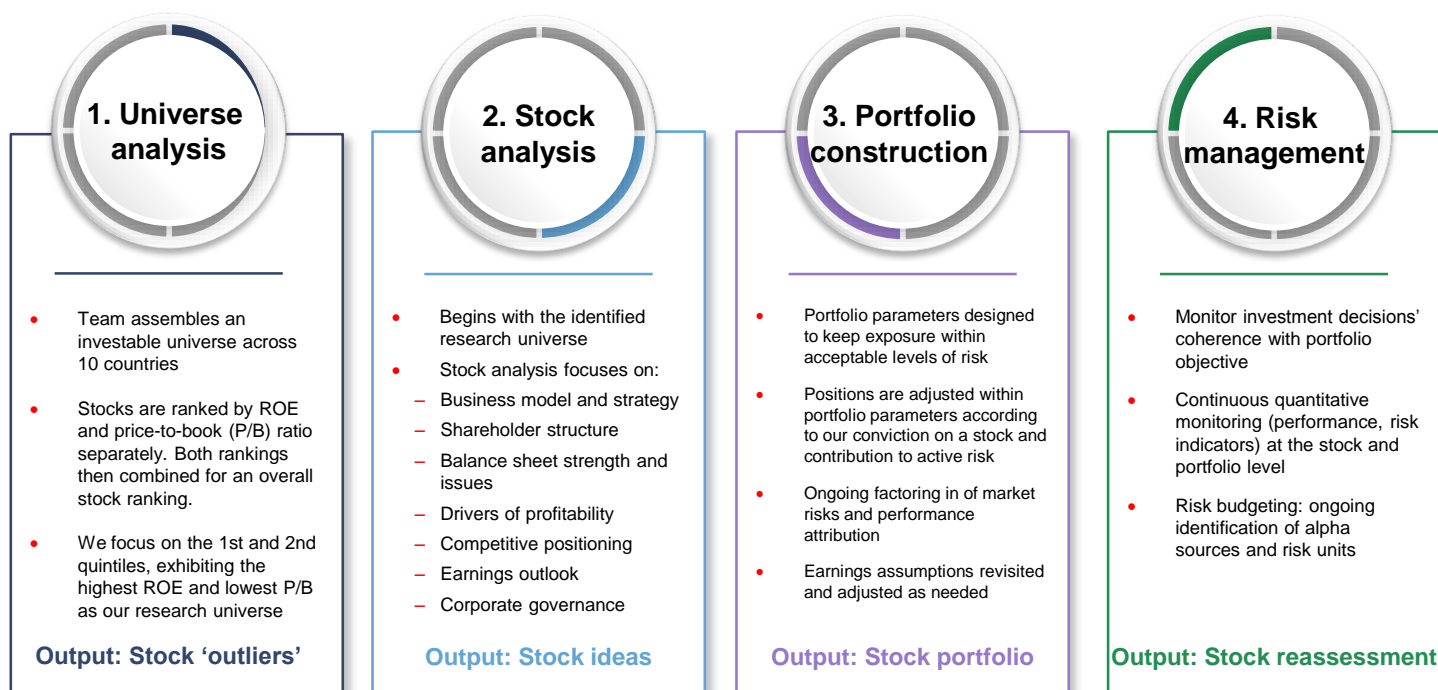 1. Universe
analysis
• Team assembles an
investable universe across
10 countries
• Stocks are ranked by ROE
and price-to-book (P/B) ratio
separately. Both rankings
then combined for an overall
stock ranking.
• We focus on the 1st and 2nd
quintiles, exhibiting the
highest ROE and lowest P/B
as our research universe
Output: Stock ‘outliers’
2. Stock
analysis
• Begins with the identified
research universe
• Stock analysis focuses on:
– Business model and strategy
– Shareholder structure
– Balance sheet strength and
issues
– Drivers of profitability
– Competitive positioning
– Earnings outlook
– Corporate governance
Output: Stock ideas
3. Portfolio
construction
• Portfolio parameters designed
to keep exposure within
acceptable levels of risk
• Positions are adjusted within
portfolio parameters according
to our conviction on a stock and
contribution to active risk
• Ongoing factoring in of market
risks and performance
attribution
• Earnings assumptions revisited
and adjusted as needed
Output: Stock portfolio
4. Risk
management
• Monitor investment decisions’
coherence with portfolio
objective
• Continuous quantitative
monitoring (performance, risk
indicators) at the stock and
portfolio level
• Risk budgeting: ongoing
identification of alpha
sources and risk units
Output: Stock reassessment